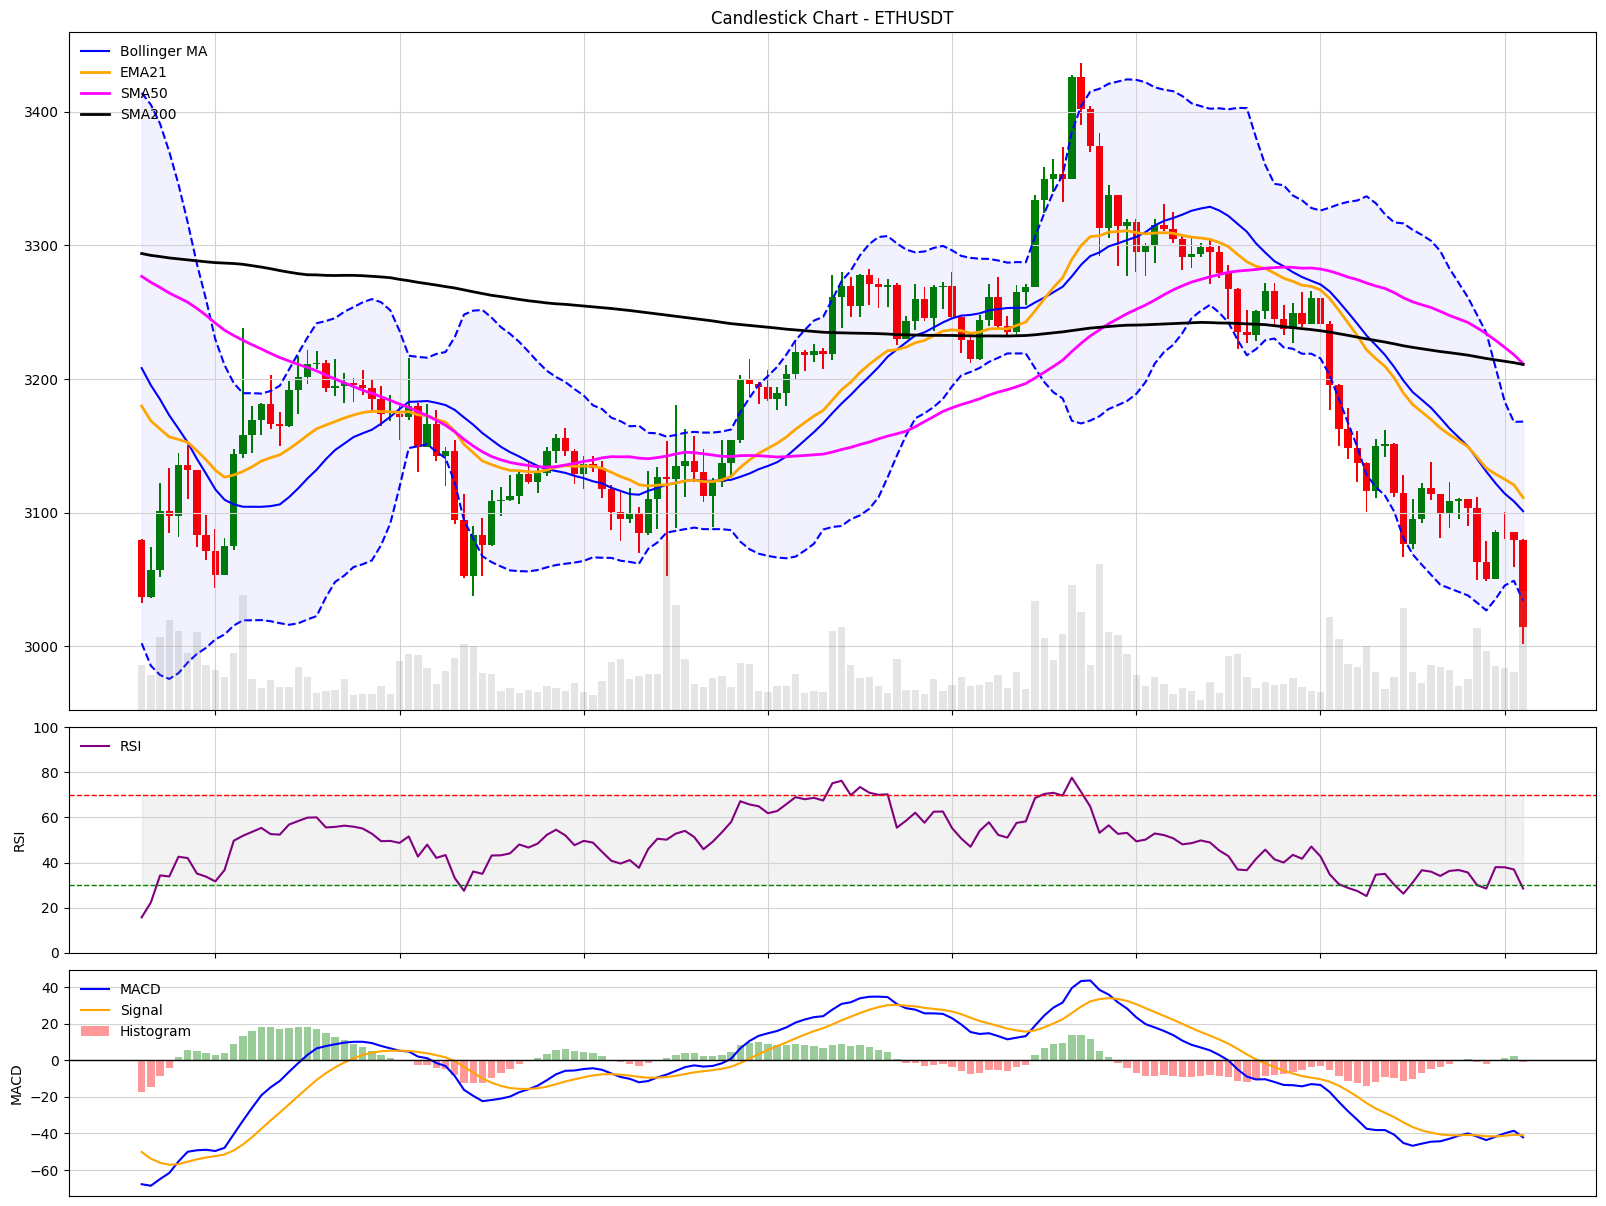 Candlestick Chart - ETHUSDT
Bollinger MA
EMA21
SMA50
SMA200
3400
3300
3200
3100
3000
RSI
100
80
60
40
20
0
RSI
MACD
Signal
Histogram
40
20
0
−20
−40
−60
MACD